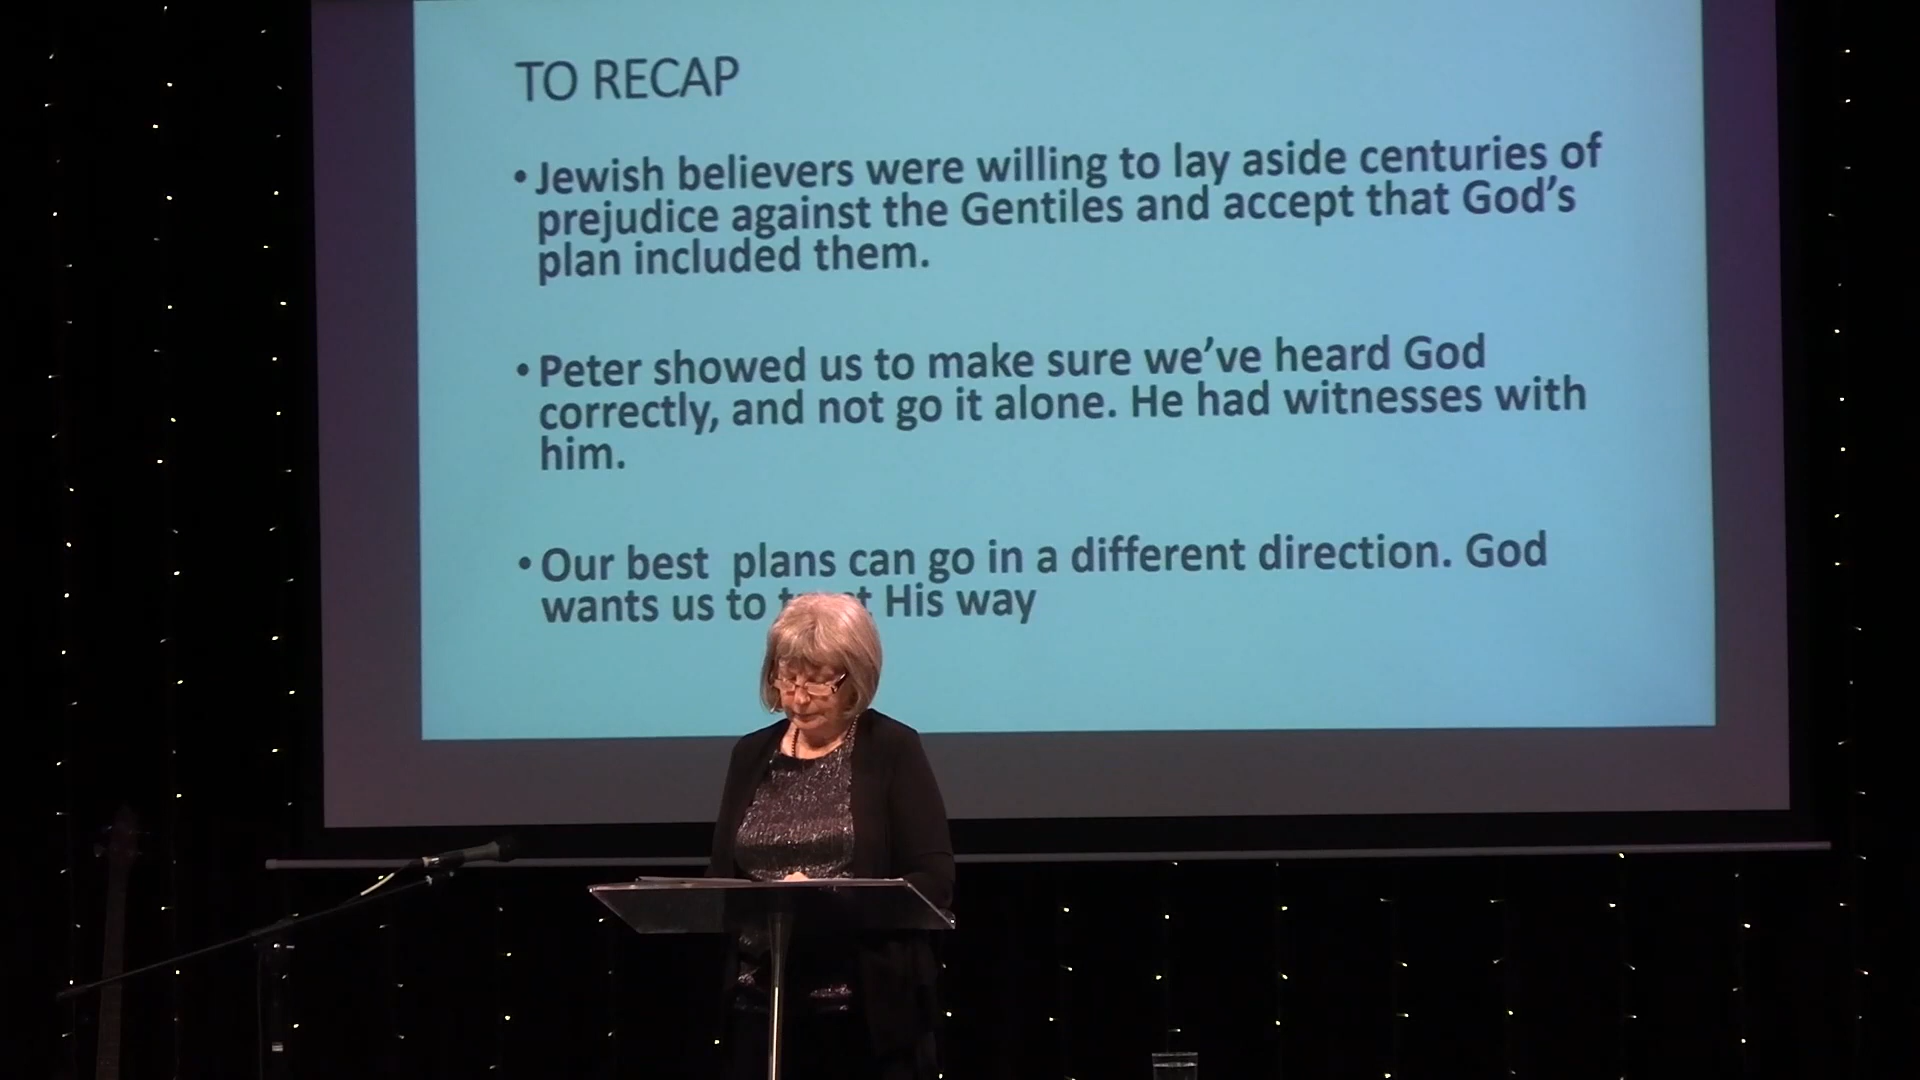 TO RECAP
• Jewish believers were willing to lay aside centuries of
prejudice against the Gentiles and accept that God's
plan included them.
• Peter showed us to make sure we've heard God
correctly, and not go it alone. He had witnesses with
him.
• Our best plans can go in a different direction. God
wants us to His way